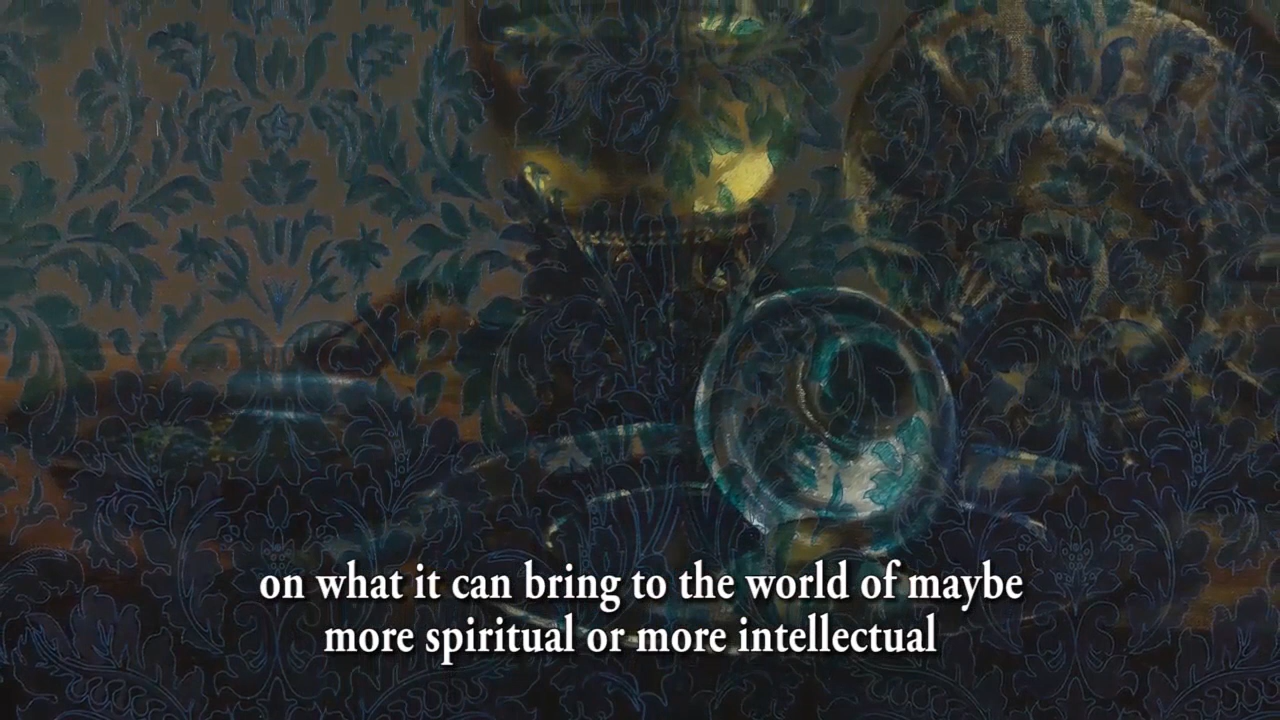 on what it can bring to the world of maybe
more spiritual or more intellectual